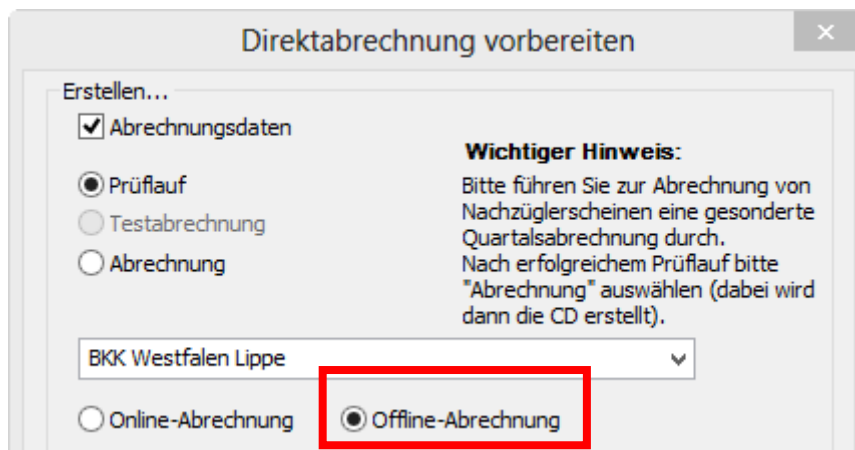 Direktabrechnung vorbereiten
Erstellen...
Abrechnungsdaten
Prüflauf
Testabrechnung
Abrechnung
Wichtiger Hinweis:
Bitte führen Sie zur Abrechnung von
Nachzüglerscheinen eine gesonderte
Quartalsabrechnung durch.
Nach erfolgreichem Prüflauf bitte
"Abrechnung" auswählen (dabei wird
dann die CD erstellt).
BKK Westfalen Lippe
Online-Abrechnung
Offline-Abrechnung